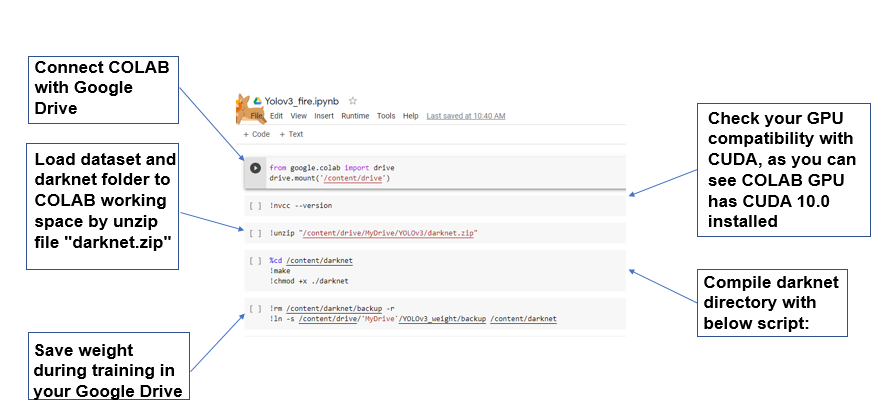 Connect COLAB
with Google
Drive
Load dataset and
darknet folder to
COLAB working
space by unzip
file "darknet.zip"
Save weight
during training in
your Google Drive
Yolov3_fire.ipynb
File Edit View Insert Runtime Tools Help Last saved at 10:40 AM
+ Code + Text
from google.colab import drive
drive.mount('/content/drive')
[ ] !nvcc --version
[ ] !unzip "/content/drive/MyDrive/YOLOv3/darknet.zip"
[ ] %cd /content/darknet
!make
!chmod +x ./darknet
[ ] !rm /content/darknet/backup -r
!ln -s /content/drive/'MyDrive'/YOLOv3_weight/backup /content/darknet
Check your GPU
compatibility with
CUDA, as you can
see COLAB GPU
has CUDA 10.0
installed
Compile darknet
directory with
below script: